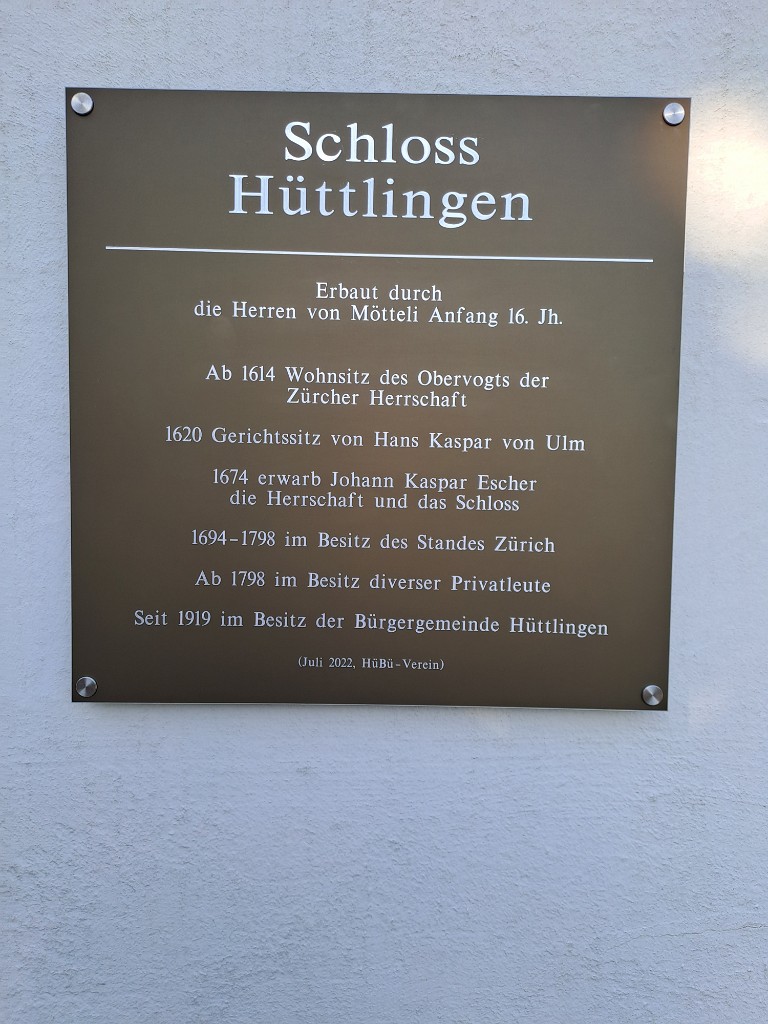 Schloss
Hüttlingen
Erbaut durch
die Herren von Mötteli Anfang 16. Jh.
Ab 1614 Wohnsitz des Obervogts der
Zürcher Herrschaft
1620 Gerichtssitz von Hans Kaspar von Ulm
1674 erwarb Johann Kaspar Escher
die Herrschaft und das Schloss
1694-1798 im Besitz des Standes Zürich
Ab 1798 im Besitz diverser Privatleute
Seit 1919 im Besitz der Bürgergemeinde Hüttlingen
(Juli 2022, HüBü-Verein)